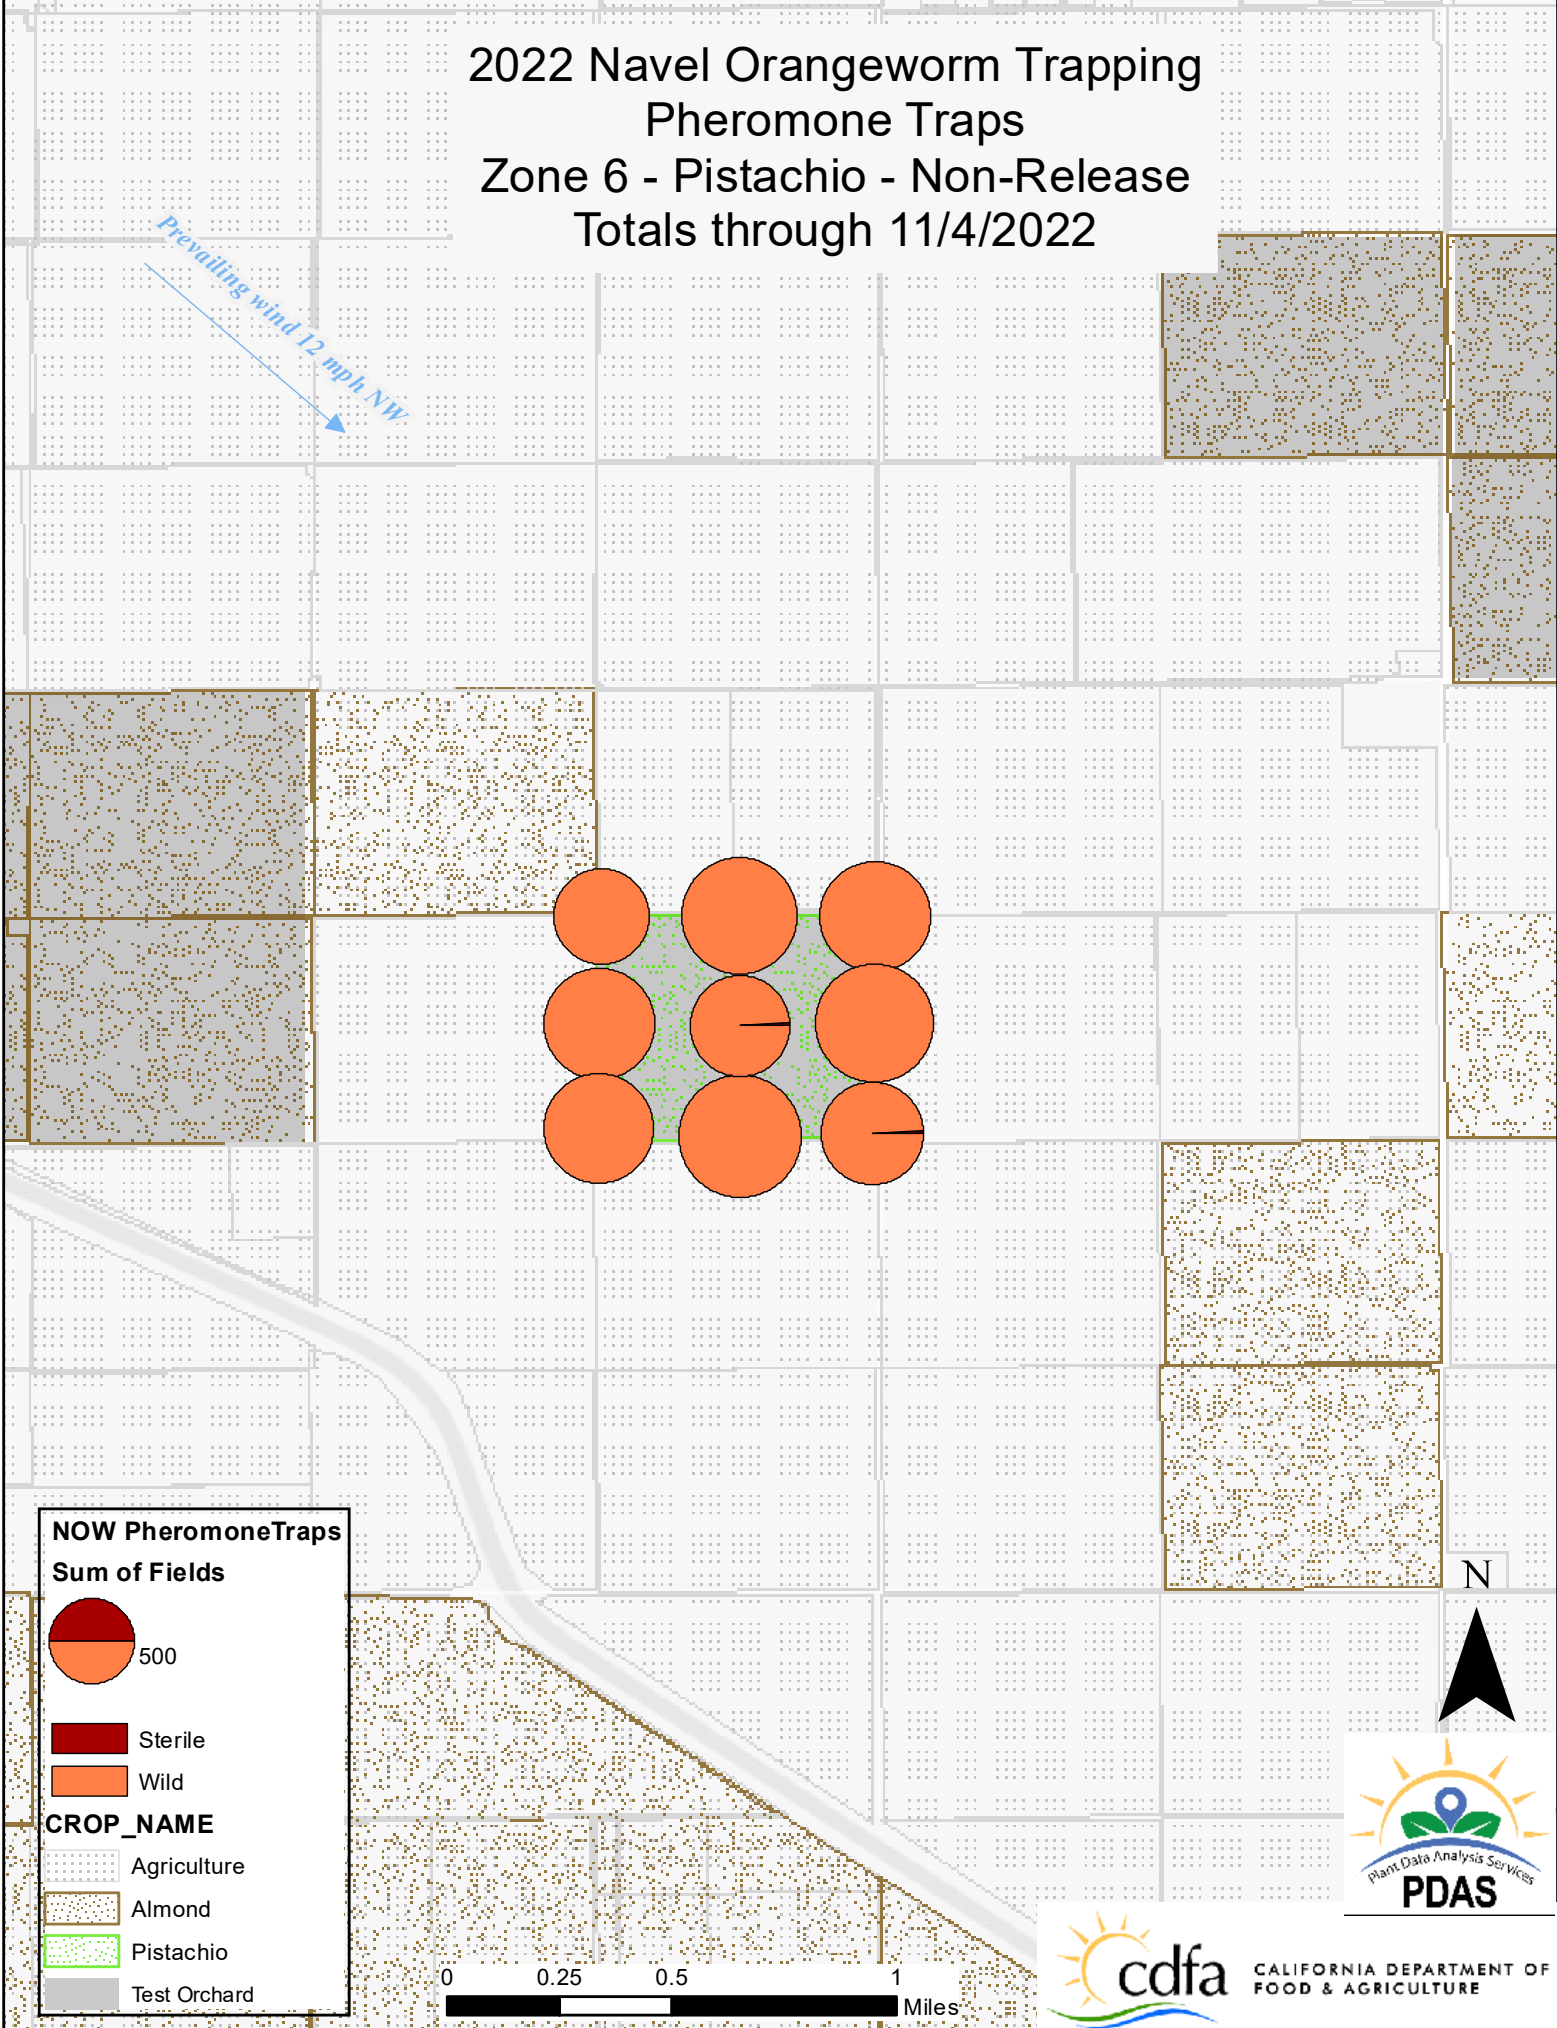 2022 Navel Orangeworm Trapping
Pheromone Traps
Zone 6 - Pistachio - Non-Release
Totals through 11/4/2022
Prevailing wind 12 mph NW
NOW PheromoneTraps
Sum of Fields
500
Sterile
Wild
CROP_NAME
Agriculture
Almond
Pistachio
Test Orchard
0 0.25 0.5 1
Miles
N
Plant Data Analysis Services
PDAS
cdfa
CALIFORNIA DEPARTMENT OF
FOOD & AGRICULTURE